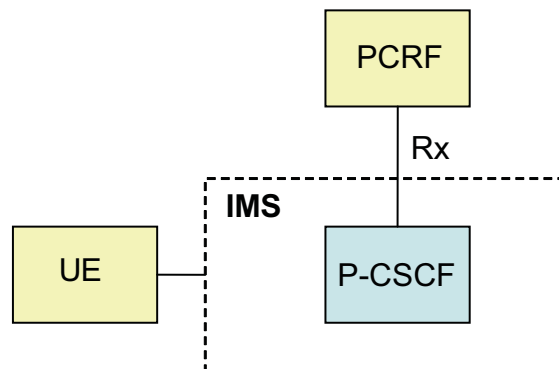 PCRF
Rx
IMS
UE
P-CSCF